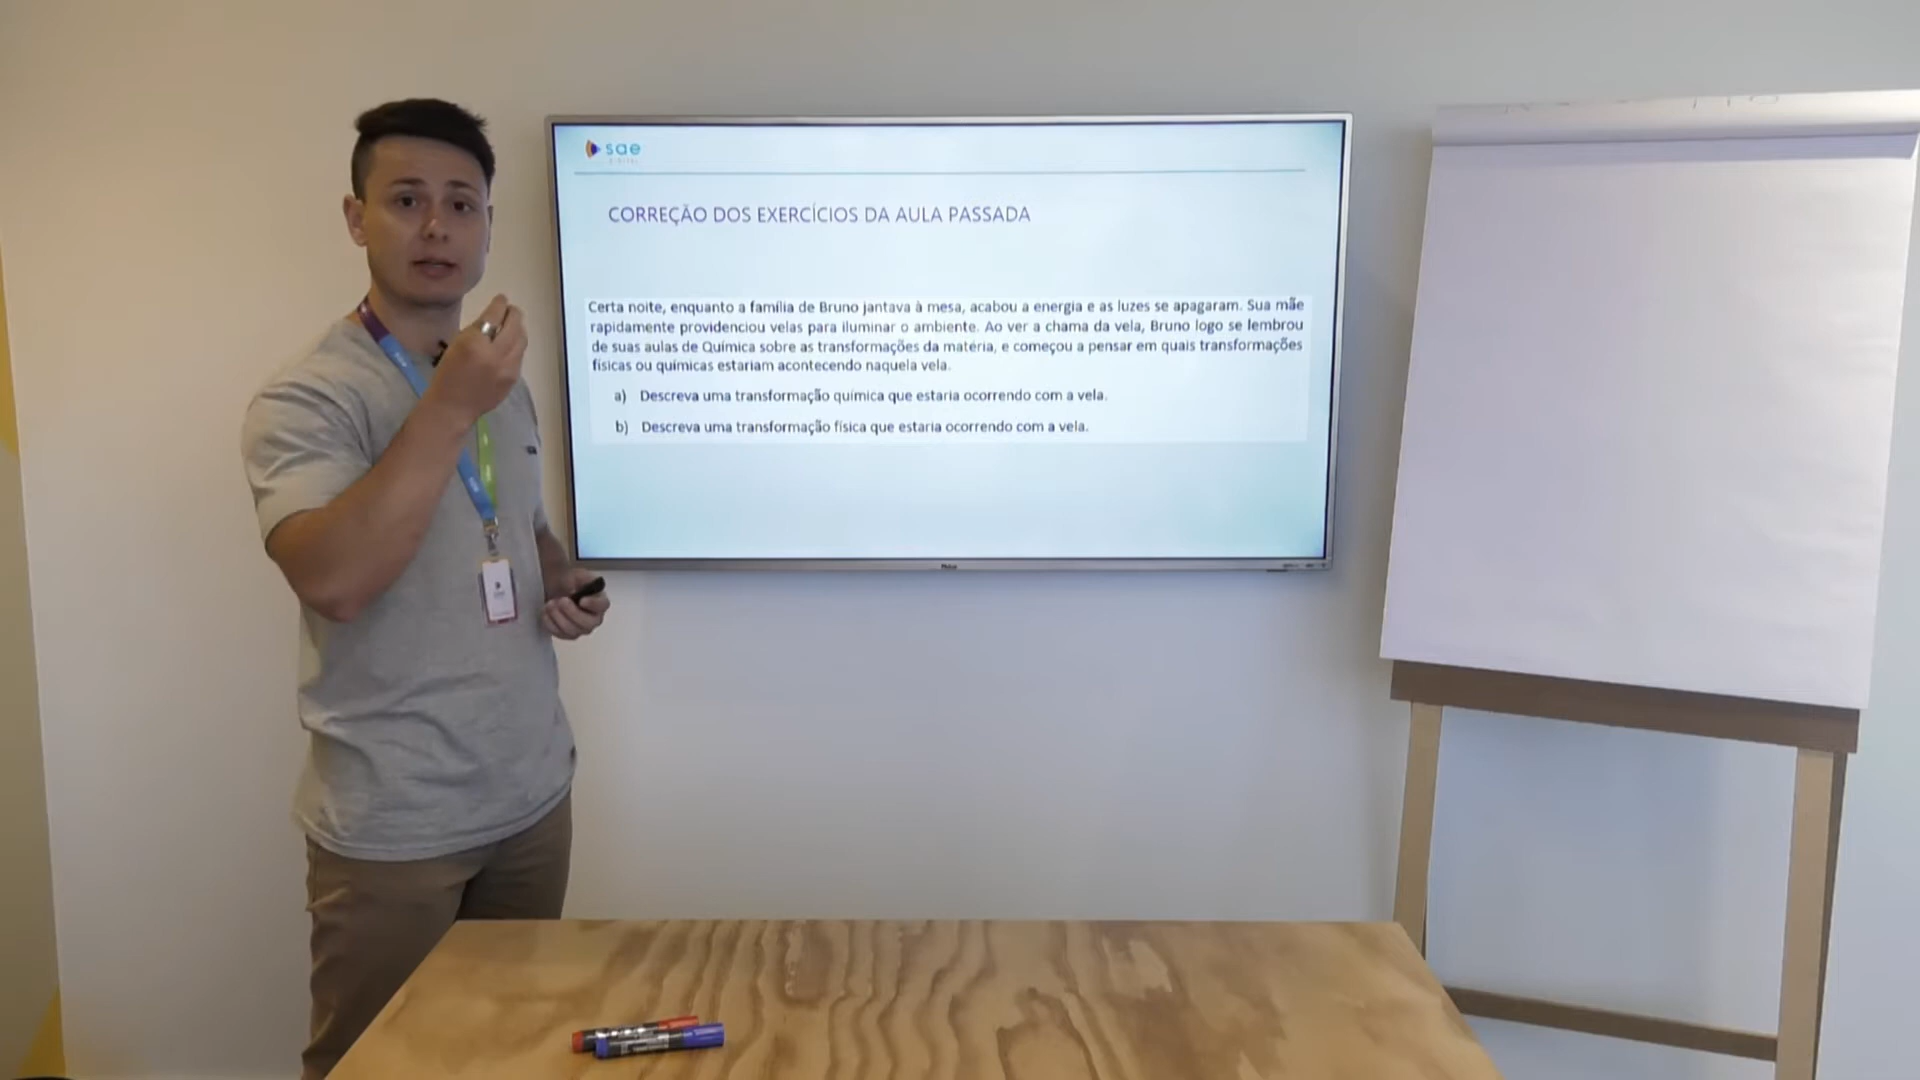 sae
CORREÇÃO DOS EXERCÍCIOS DA AULA PASSADA
Certa noite, enquanto a família de Bruno jantava à mesa, acabou a energia e as luzes se apagaram. Sua mãe
rapidamente providenciou velas para iluminar o ambiente. Ao ver a chama da vela, Bruno logo se lembrou
de suas aulas de Química sobre as transformações da matéria, e começou a pensar em quais transformações
físicas ou químicas estariam acontecendo naquela vela.
a) Descreva uma transformação química que estaria ocorrendo com a vela.
b) Descreva uma transformação física que estaria ocorrendo com a vela.